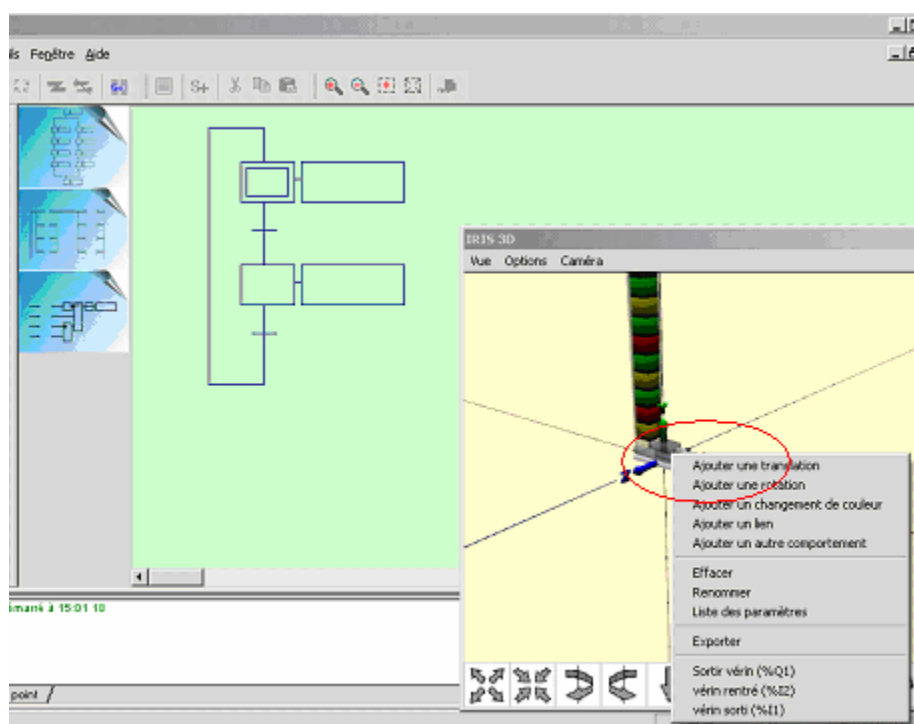 ls Fenêtre Aide
S+
IRIS 3D
Vue Options Caméra
Ajouter une translation
Ajouter une rotation
Ajouter un changement de couleur
Ajouter un lien
Ajouter un autre comportement
Effacer
Renommer
Liste des paramètres
Exporter
Sortir vérin (%Q1)
vérin rentré (%I2)
vérin sorti (%I1)
à 15:01
point